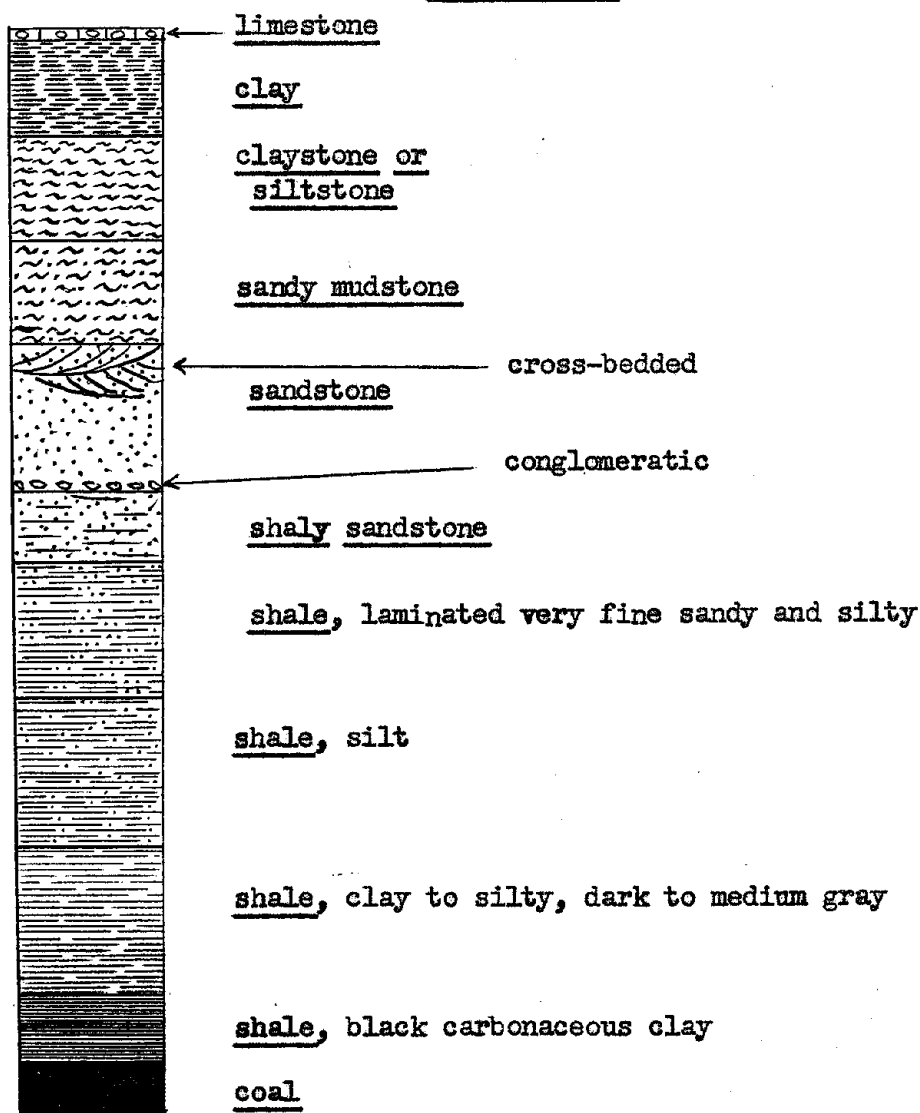 limestone
clay
claystone or
siltstone
sandy mudstone
cross-bedded
sandstone
conglomeratic
shaly sandstone
shale, laminated very fine sandy and silty
shale, silt
shale, clay to silty, dark to medium gray
shale, black carbonaceous clay
coal